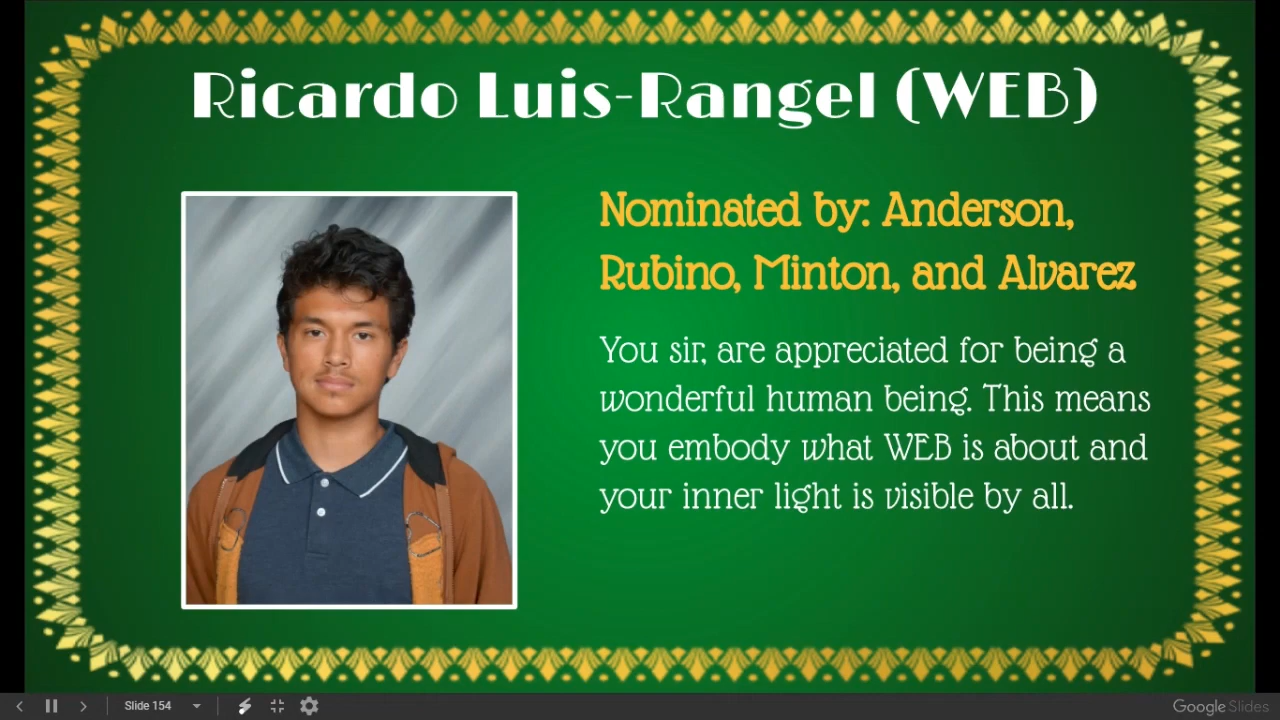 Ricardo Luis-Rangel (WEB)
Nominated by: Anderson,
Rubino, Minton, and Alvarez
You sir, are appreciated for being a
wonderful human being. This means
you embody what WEB is about and
your inner light is visible by all.
Slide 154
Google Slides